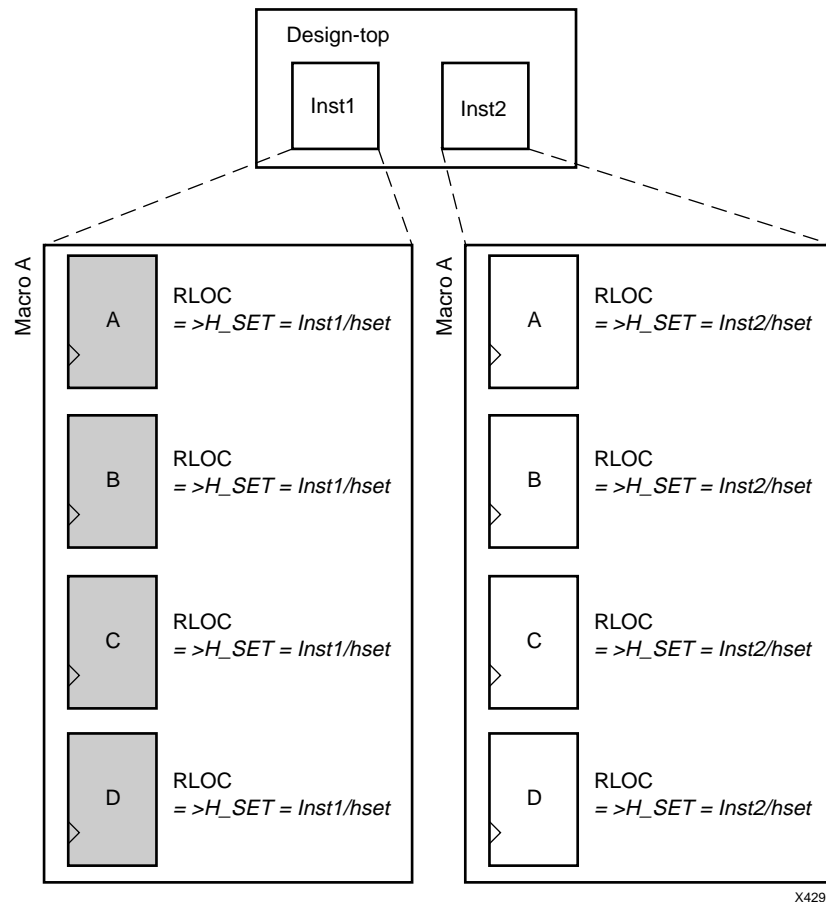 Design-top
Inst1
Inst2
Macro A
A
RLOC
= >H_SET = Inst1/hset
B
RLOC
= >H_SET = Inst1/hset
C
RLOC
= >H_SET = Inst1/hset
D
RLOC
= >H_SET = Inst1/hset
Macro A
A
RLOC
= >H_SET = Inst2/hset
B
RLOC
= >H_SET = Inst2/hset
C
RLOC
= >H_SET = Inst2/hset
D
RLOC
= >H_SET = Inst2/hset
X429